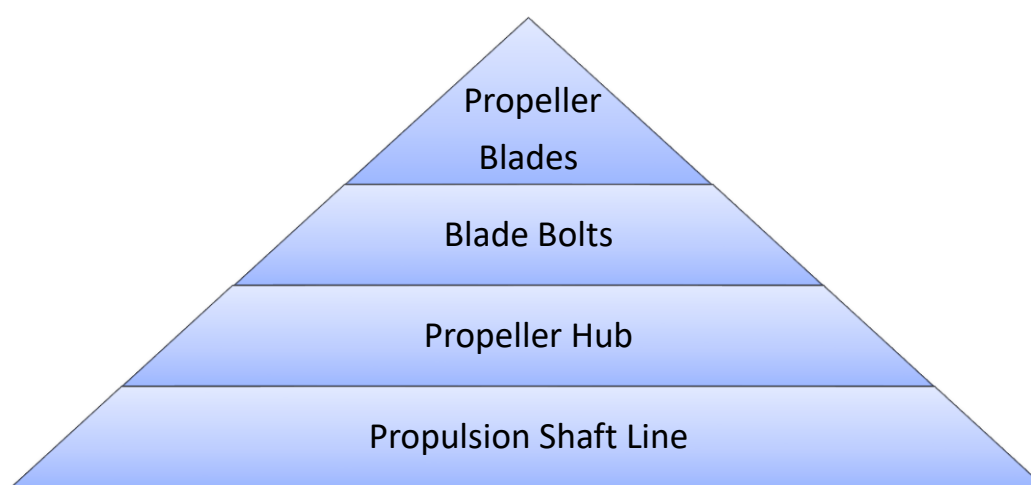 Propeller
Blades
Blade Bolts
Propeller Hub
Propulsion Shaft Line